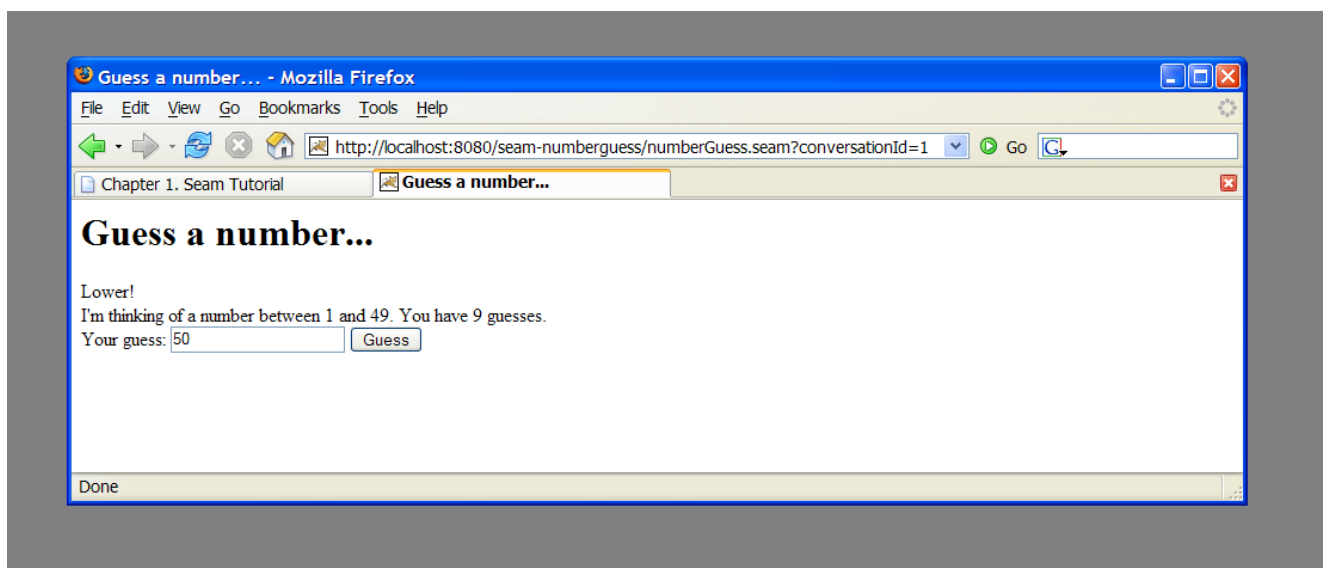 Guess a number... - Mozilla Firefox
File Edit View Go Bookmarks Tools Help
http://localhost:8080/seam-numberguess/numberGuess.seam?conversationId=1 Go G
Chapter 1. Seam Tutorial Guess a number...
Guess a number...
Lower!
I'm thinking of a number between 1 and 49. You have 9 guesses.
Your guess: 50 Guess
Done